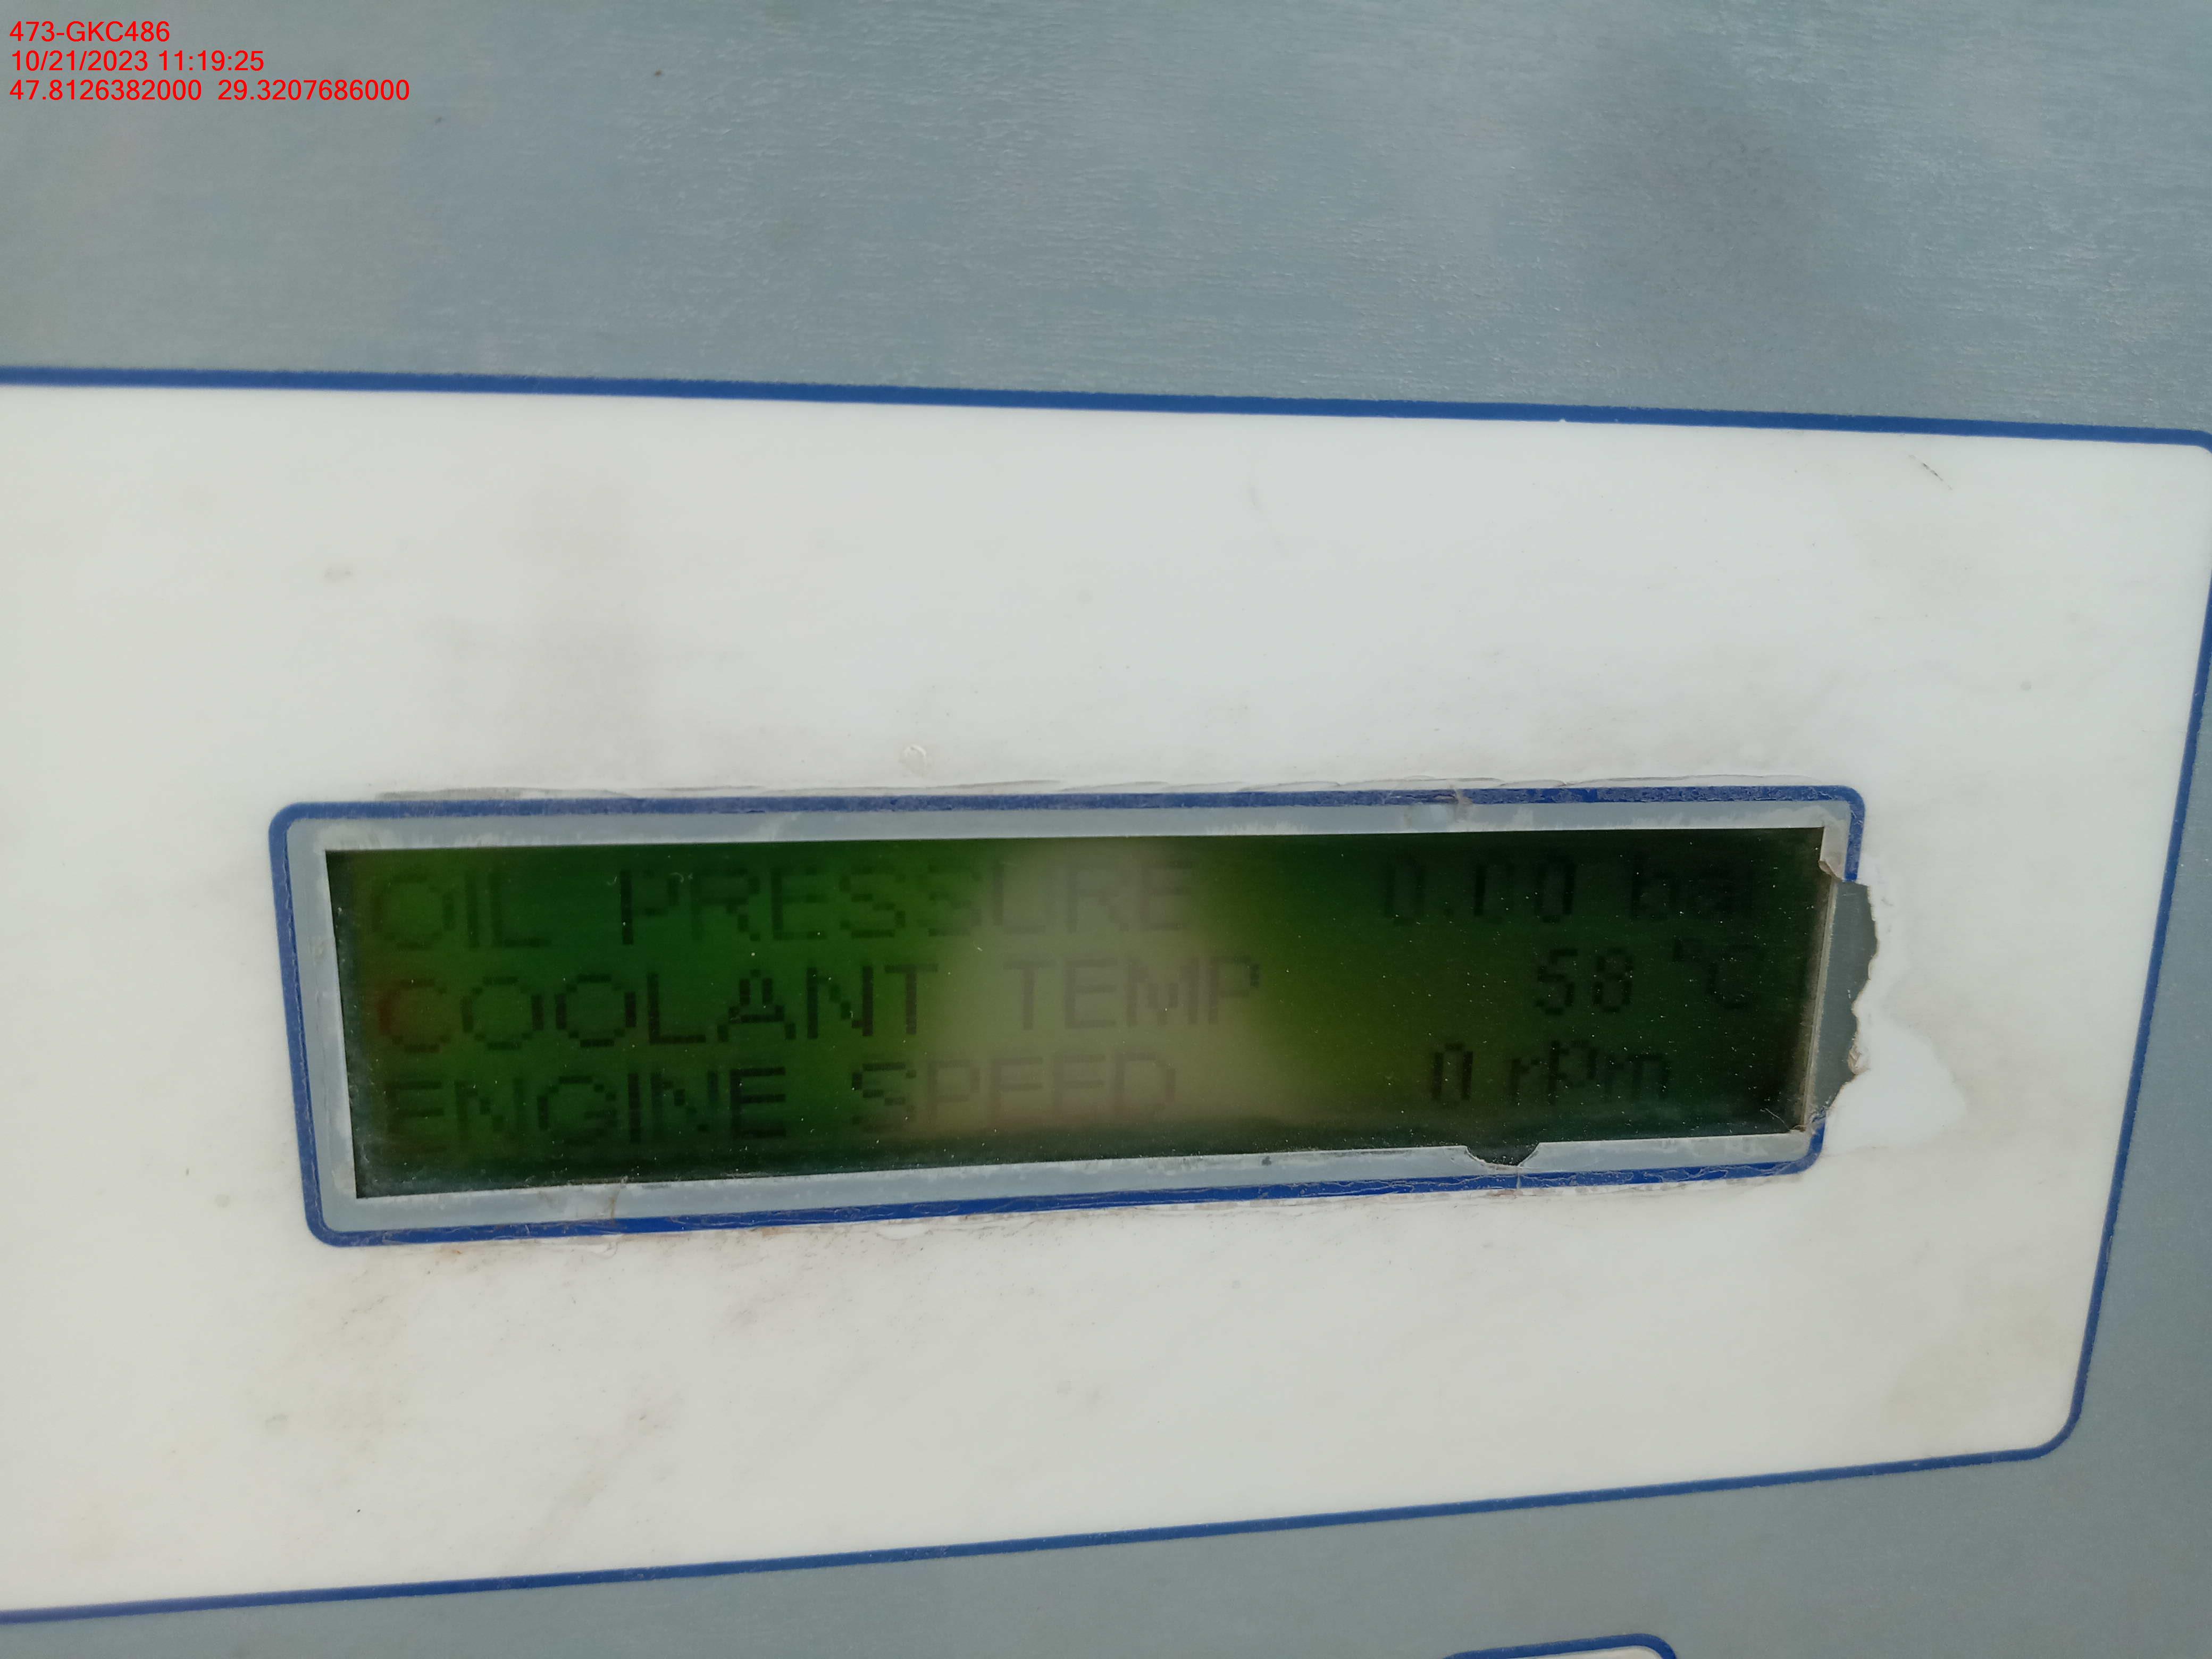 473-GKC486
10/21/2023 11:19:25
47.8126382000 29.3207686000
OIL PRESSURE 0.00 bar
COOLANT TEMP 58 °C
ENGINE SPEED 0 rPm